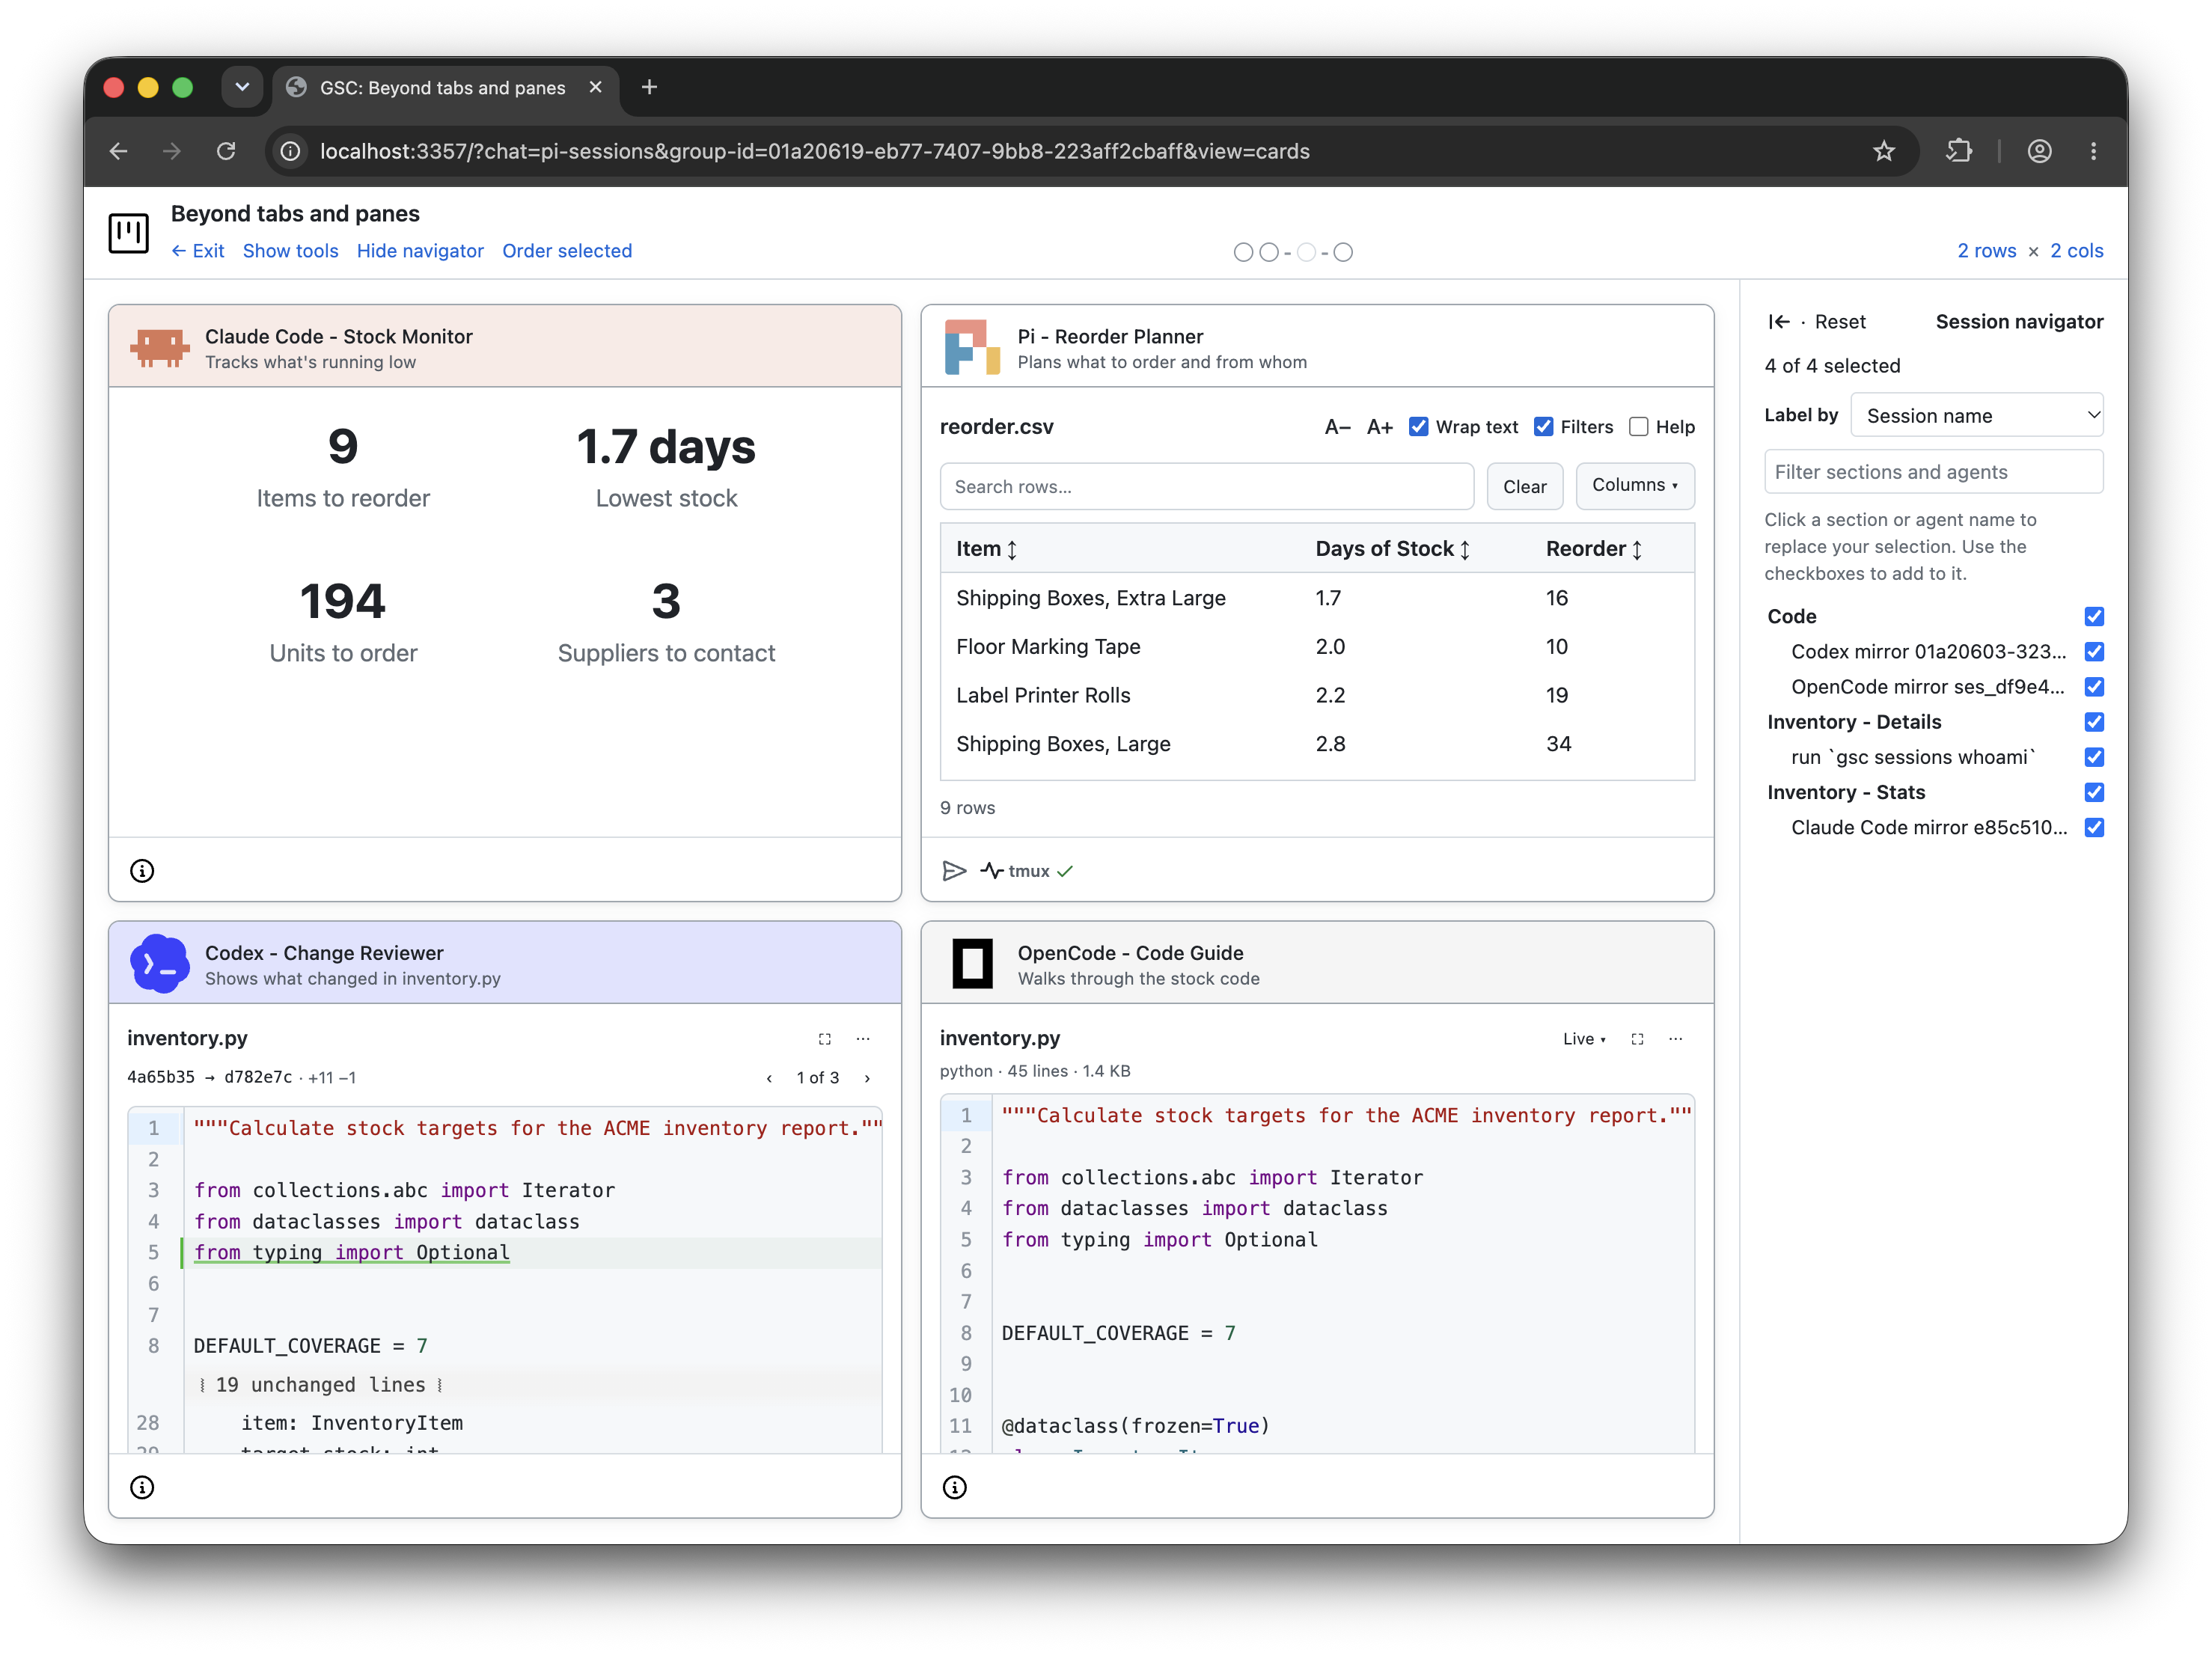 GSC: Beyond tabs and panes
localhost:3357/?chat=pi-sessions&group-id=01a20619-eb77-7407-9bb8-223aff2cbaff&view=cards
Beyond tabs and panes
← Exit Show tools Hide navigator Order selected
2 rows × 2 cols
Claude Code - Stock Monitor
Tracks what's running low
9
Items to reorder
1.7 days
Lowest stock
194
Units to order
3
Suppliers to contact
Pi - Reorder Planner
Plans what to order and from whom
reorder.csv A− A+ Wrap text Filters Help
Search rows... Clear Columns ▾
Item ↕ Days of Stock ↕ Reorder ↕
Shipping Boxes, Extra Large 1.7 16
Floor Marking Tape 2.0 10
Label Printer Rolls 2.2 19
Shipping Boxes, Large 2.8 34
9 rows
tmux ✓
Codex - Change Reviewer
Shows what changed in inventory.py
inventory.py ...
4a65b35 → d782e7c · +11 −1 ‹ 1 of 3 ›
1 """Calculate stock targets for the ACME inventory report.""
2
3 from collections.abc import Iterator
4 from dataclasses import dataclass
5 from typing import Optional
6
7
8 DEFAULT_COVERAGE = 7
19 unchanged lines
28 item: InventoryItem
29 target_stock: int
OpenCode - Code Guide
Walks through the stock code
inventory.py Live ▾ ...
python · 45 lines · 1.4 KB
1 """Calculate stock targets for the ACME inventory report.""
2
3 from collections.abc import Iterator
4 from dataclasses import dataclass
5 from typing import Optional
6
7
8 DEFAULT_COVERAGE = 7
9
10
11 @dataclass(frozen=True)
Reset Session navigator
4 of 4 selected
Label by Session name
Filter sections and agents
Click a section or agent name to
replace your selection. Use the
checkboxes to add to it.
Code
Codex mirror 01a20603-323...
OpenCode mirror ses_df9e4...
Inventory - Details
run `gsc sessions whoami`
Inventory - Stats
Claude Code mirror e85c510...